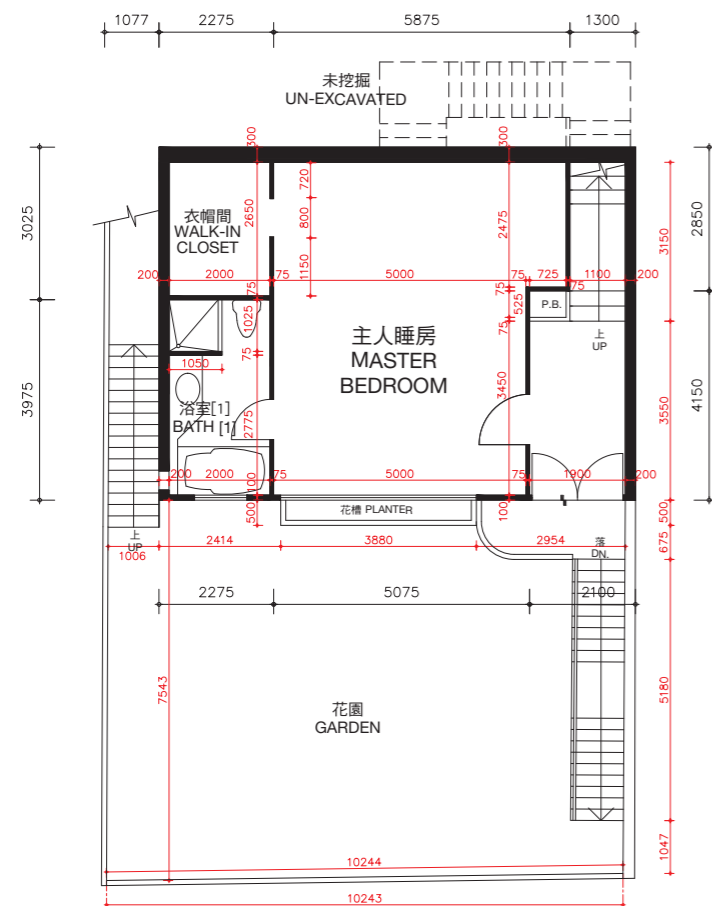 1077 2275 5875 1300
未挖掘
UN-EXCAVATED
300 300
3025 2850
720
2650 2475 3150
衣帽間
WALK-IN
CLOSET
800
1150
200 2000 75 5000 75 725 1100 200
75 75 75
525 P.B.
1025 75
上
UP
主人睡房
MASTER
BEDROOM
75
1050
3975 4150
3450 3550
浴室[1]
BATH [1]
2775
200 2000 75 5000 75 1900 200
100 100
500 500
花槽 PLANTER
上
UP
落
DN.
675
1006 2414 3880 2954
2275 5075 2100
7543 5180
花園
GARDEN
1047
10244
10243